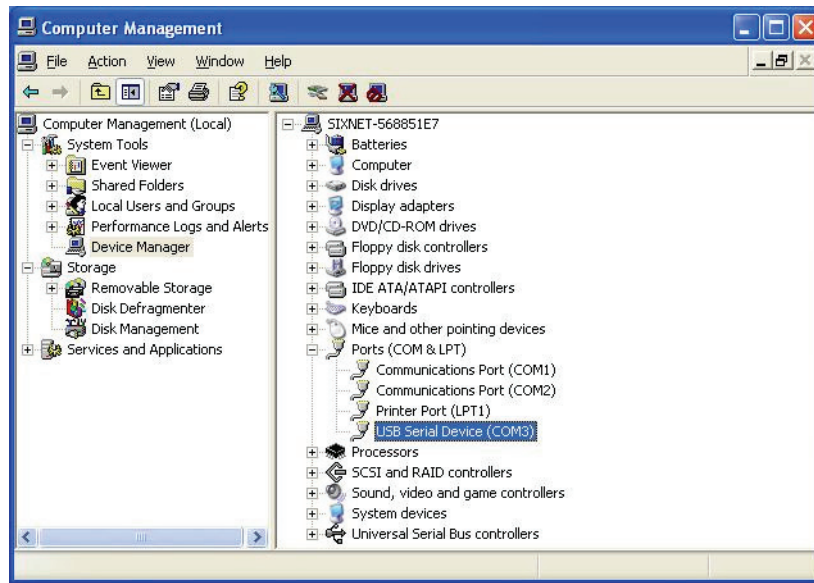 Computer Management
File Action View Window Help
Computer Management (Local)
System Tools
Event Viewer
Shared Folders
Local Users and Groups
Performance Logs and Alerts
Device Manager
Storage
Removable Storage
Disk Defragmenter
Disk Management
Services and Applications
SIXNET-568851E7
Batteries
Computer
Disk drives
Display adapters
DVD/CD-ROM drives
Floppy disk controllers
Floppy disk drives
IDE ATA/ATAPI controllers
Keyboards
Mice and other pointing devices
Ports (COM & LPT)
Communications Port (COM1)
Communications Port (COM2)
Printer Port (LPT1)
USB Serial Device (COM3)
Processors
SCSI and RAID controllers
Sound, video and game controllers
System devices
Universal Serial Bus controllers